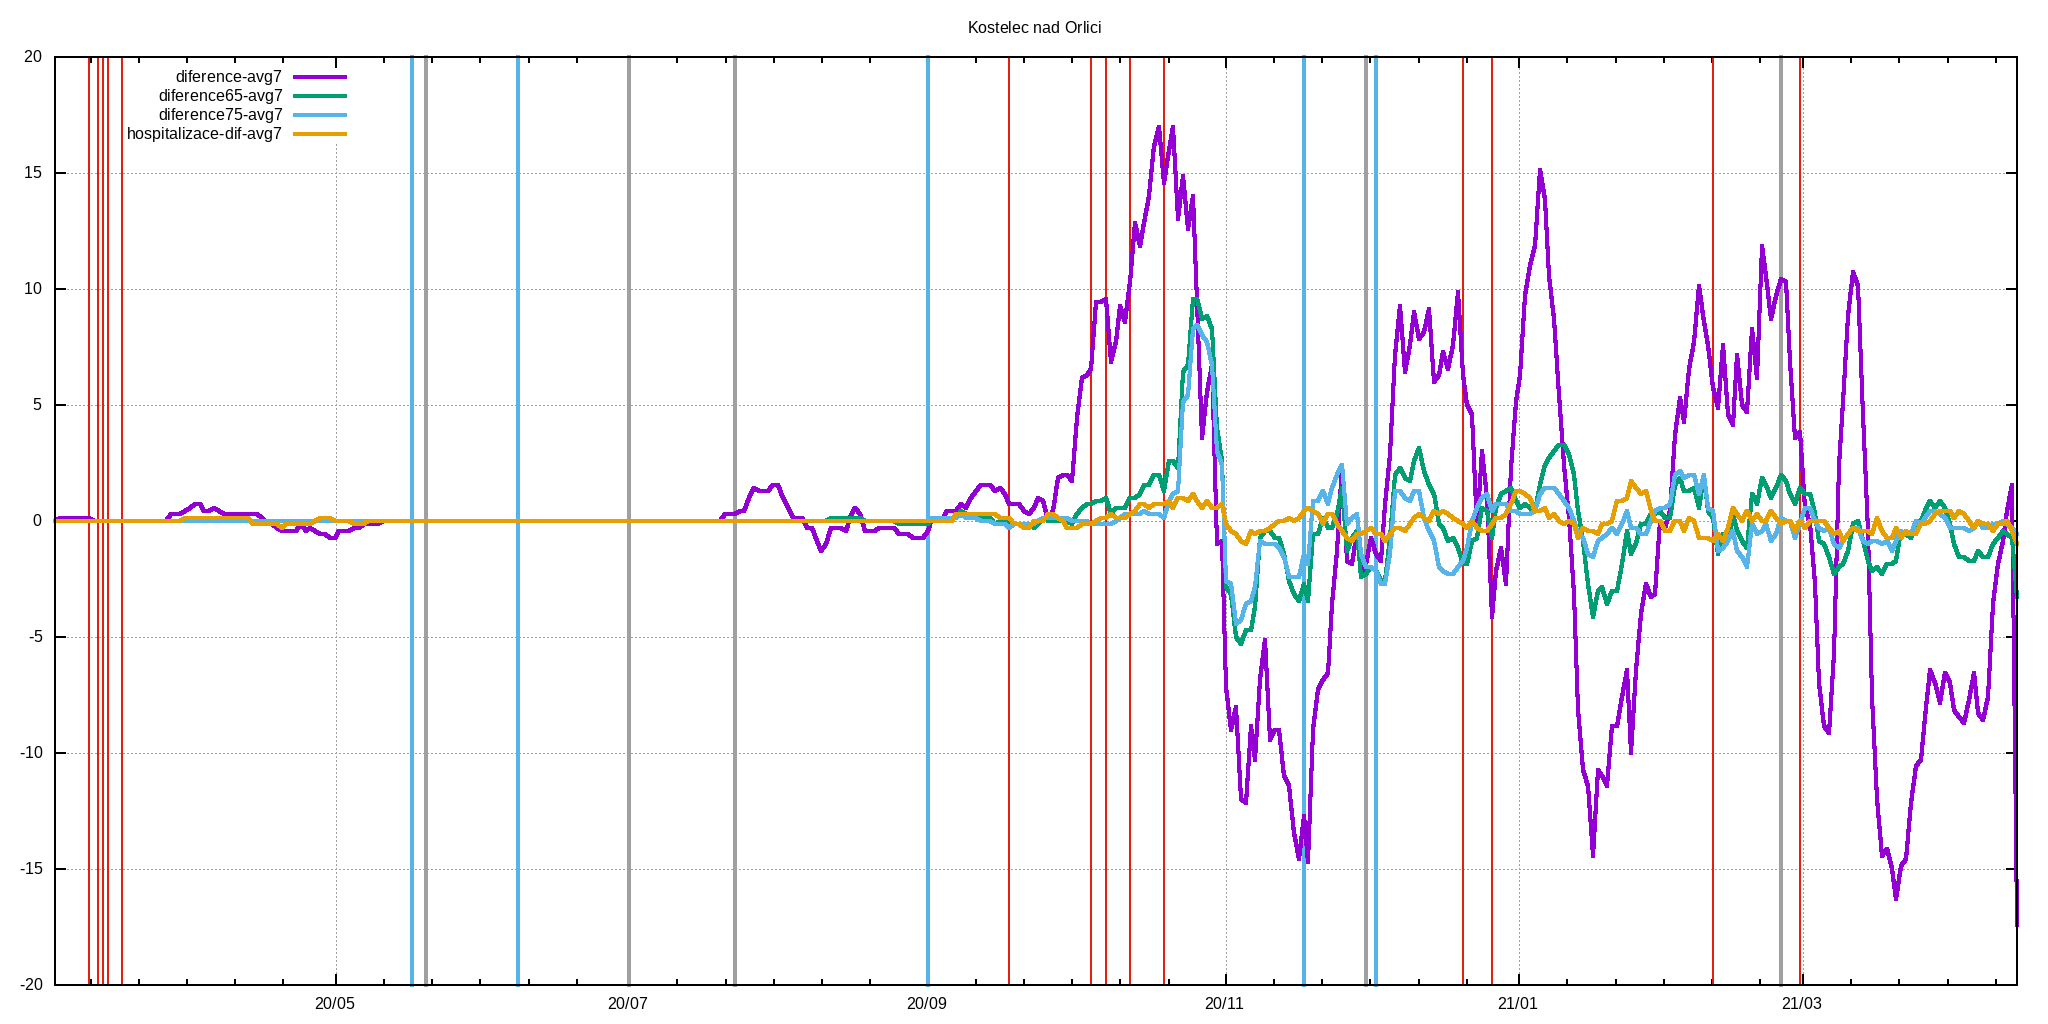 Kostelec nad Orlici
20
15
10
5
0
-5
-10
-15
-20
diference-avg7
diference65-avg7
diference75-avg7
hospitalizace-dif-avg7
20/05 20/07 20/09 20/11 21/01 21/03